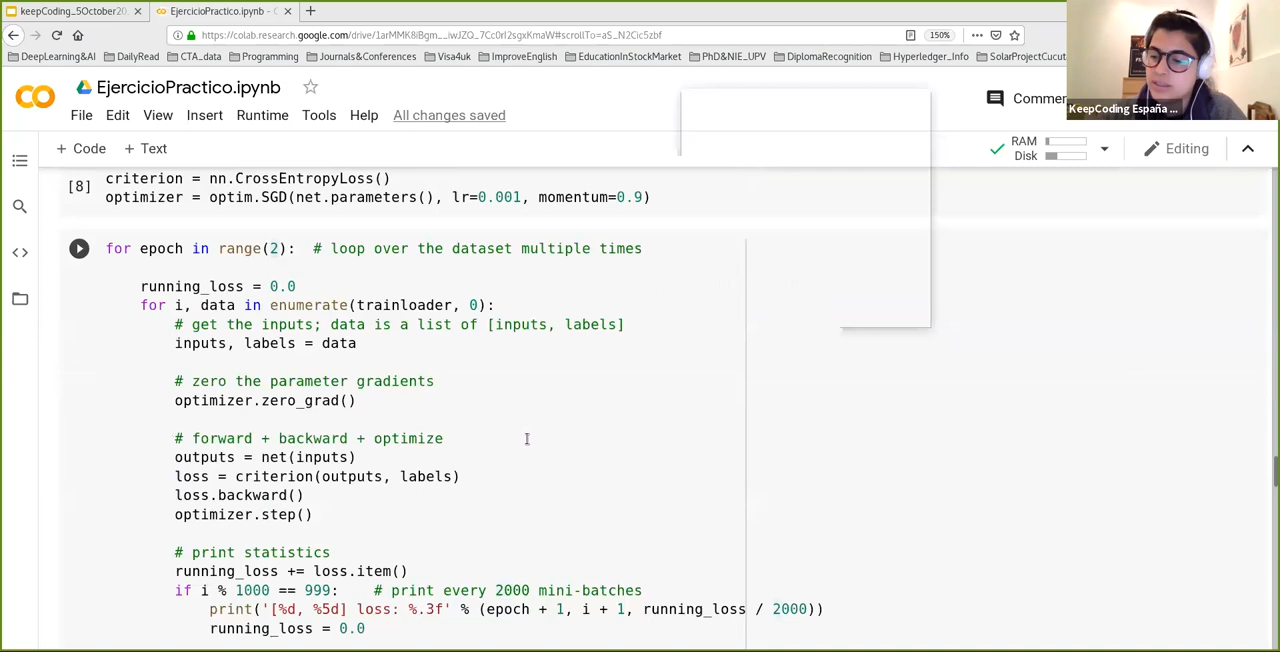 keepCoding_5October20
EjercicioPractico.ipynb - C
https://colab.research.google.com/drive/1arMMK8iBgm__iwJZQ_7Cc0rI2sgxKmaW#scrollTo=aS_N2Cic5zbf
150%
DeepLearning&AI
DailyRead
CTA_data
Programming
Journals&Conferences
Visa4uk
ImproveEnglish
EducationInStockMarket
PhD&NIE_UPV
DiplomaRecognition
Hyperledger_Info
SolarProjectCucut
KeepCoding España ...
EjercicioPractico.ipynb
Commen
File Edit View Insert Runtime Tools Help All changes saved
+ Code + Text
RAM
Disk
Editing
[8]
criterion = nn.CrossEntropyLoss()
optimizer = optim.SGD(net.parameters(), lr=0.001, momentum=0.9)
for epoch in range(2):  # loop over the dataset multiple times
running_loss = 0.0
for i, data in enumerate(trainloader, 0):
# get the inputs; data is a list of [inputs, labels]
inputs, labels = data
# zero the parameter gradients
optimizer.zero_grad()
# forward + backward + optimize
outputs = net(inputs)
loss = criterion(outputs, labels)
loss.backward()
optimizer.step()
# print statistics
running_loss += loss.item()
if i % 1000 == 999:    # print every 2000 mini-batches
print('[%d, %5d] loss: %.3f' % (epoch + 1, i + 1, running_loss / 2000))
running_loss = 0.0